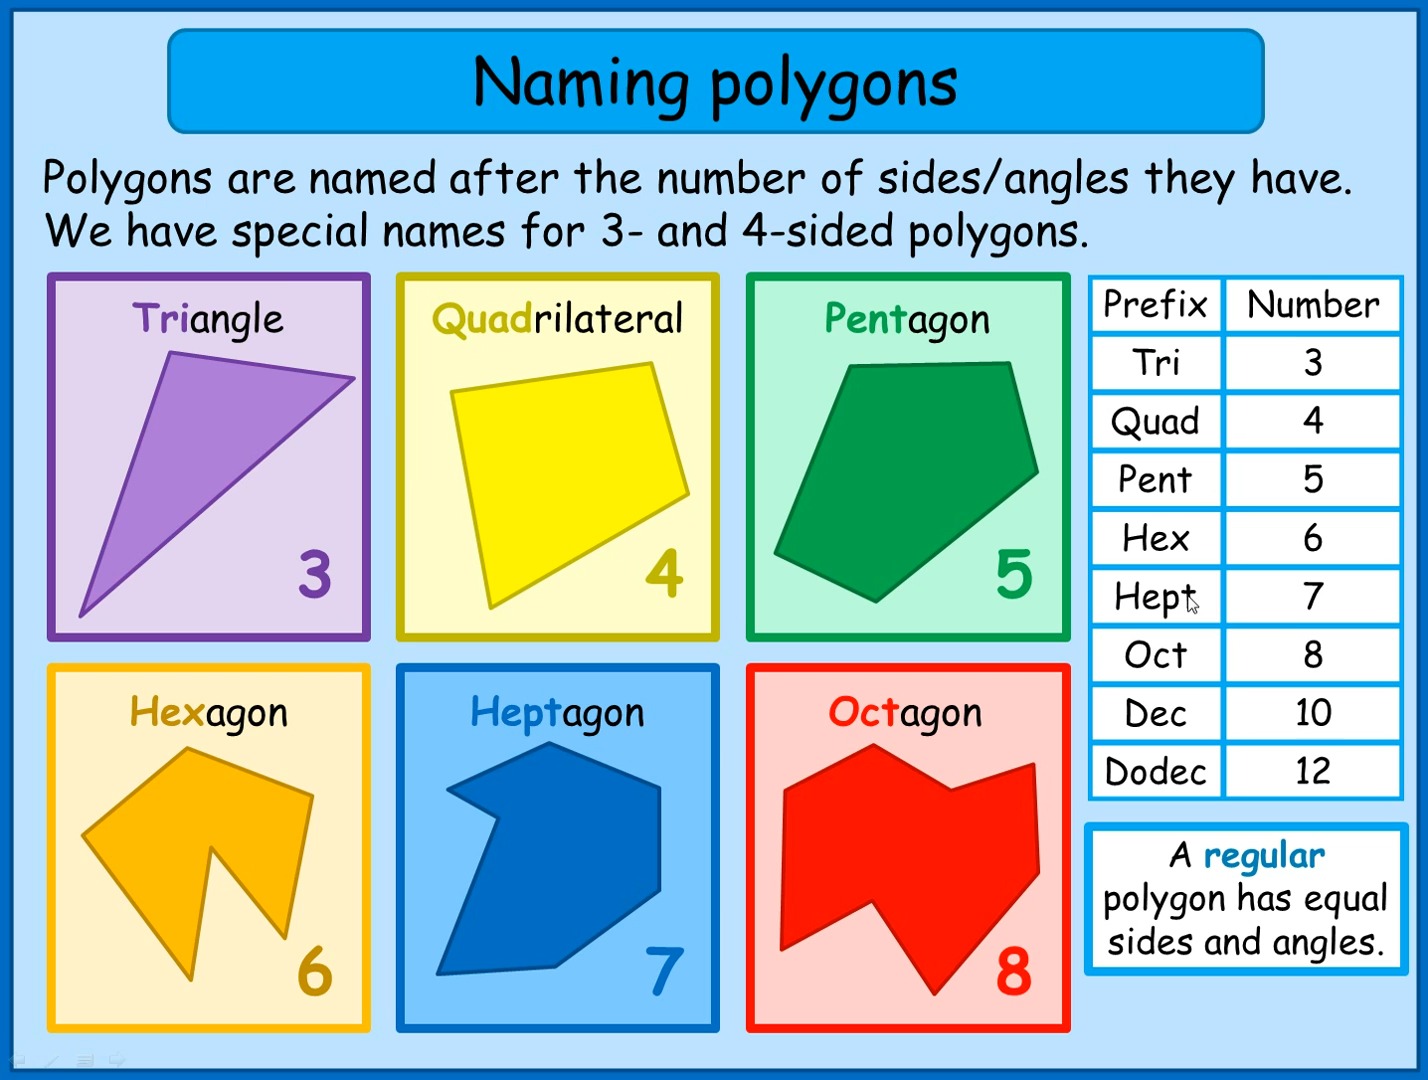 Naming polygons
Polygons are named after the number of sides/angles they have.
We have special names for 3- and 4-sided polygons.
Triangle
3
Quadrilateral
4
Pentagon
5
Hexagon
6
Heptagon
7
Octagon
8
Prefix Number
Tri 3
Quad 4
Pent 5
Hex 6
Hept 7
Oct 8
Dec 10
Dodec 12
A regular
polygon has equal
sides and angles.